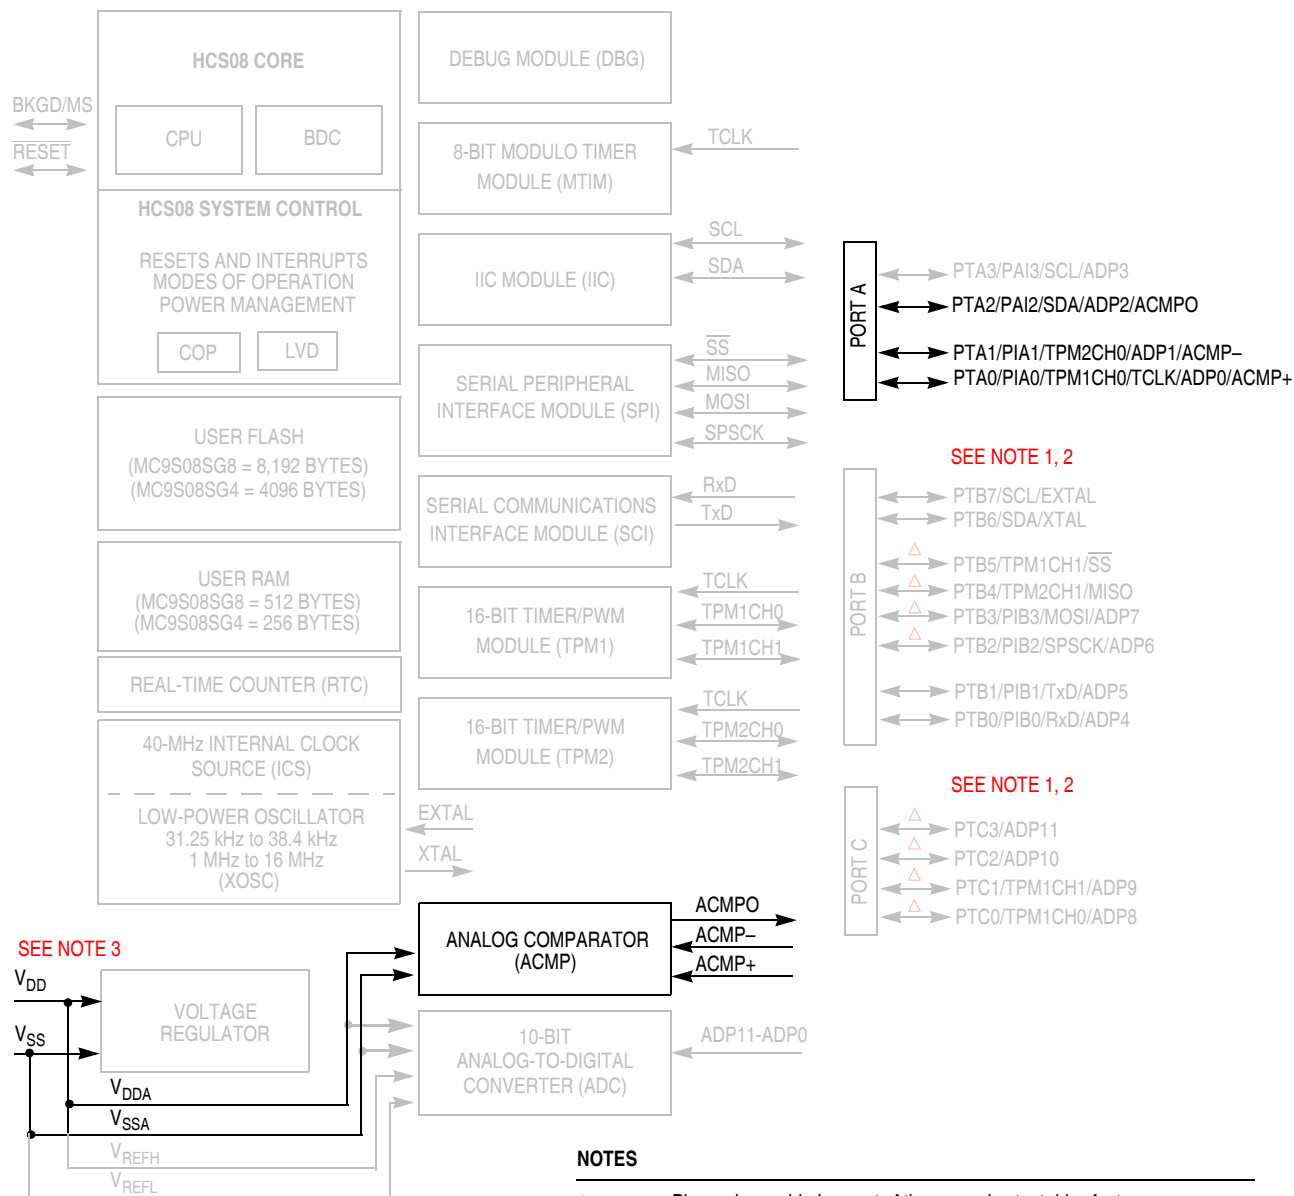 HCS08 CORE
BKGD/MS
RESET
CPU
BDC
HCS08 SYSTEM CONTROL
RESETS AND INTERRUPTS
MODES OF OPERATION
POWER MANAGEMENT
COP
LVD
USER FLASH
(MC9S08SG8 = 8,192 BYTES)
(MC9S08SG4 = 4096 BYTES)
USER RAM
(MC9S08SG8 = 512 BYTES)
(MC9S08SG4 = 256 BYTES)
REAL-TIME COUNTER (RTC)
40-MHz INTERNAL CLOCK
SOURCE (ICS)
LOW-POWER OSCILLATOR
31.25 kHz to 38.4 kHz
1 MHz to 16 MHz
(XOSC)
EXTAL
XTAL
SEE NOTE 3
VDD
VSS
VOLTAGE
REGULATOR
VDDA
VSSA
VREFH
VREFL
DEBUG MODULE (DBG)
8-BIT MODULO TIMER
MODULE (MTIM)
TCLK
IIC MODULE (IIC)
SCL
SDA
SERIAL PERIPHERAL
INTERFACE MODULE (SPI)
SS
MISO
MOSI
SPSCK
SERIAL COMMUNICATIONS
INTERFACE MODULE (SCI)
RxD
TxD
16-BIT TIMER/PWM
MODULE (TPM1)
TCLK
TPM1CH0
TPM1CH1
16-BIT TIMER/PWM
MODULE (TPM2)
TCLK
TPM2CH0
TPM2CH1
ANALOG COMPARATOR
(ACMP)
ACMPO
ACMP–
ACMP+
10-BIT
ANALOG-TO-DIGITAL
CONVERTER (ADC)
ADP11-ADP0
PORT A
PTA3/PAI3/SCL/ADP3
PTA2/PAI2/SDA/ADP2/ACMPO
PTA1/PIA1/TPM2CH0/ADP1/ACMP–
PTA0/PIA0/TPM1CH0/TCLK/ADP0/ACMP+
SEE NOTE 1, 2
PORT B
PTB7/SCL/EXTAL
PTB6/SDA/XTAL
PTB5/TPM1CH1/SS
PTB4/TPM2CH1/MISO
PTB3/PIB3/MOSI/ADP7
PTB2/PIB2/SPSCK/ADP6
PTB1/PIB1/TxD/ADP5
PTB0/PIB0/RxD/ADP4
SEE NOTE 1, 2
PORT C
PTC3/ADP11
PTC2/ADP10
PTC1/TPM1CH1/ADP9
PTC0/TPM1CH0/ADP8
NOTES